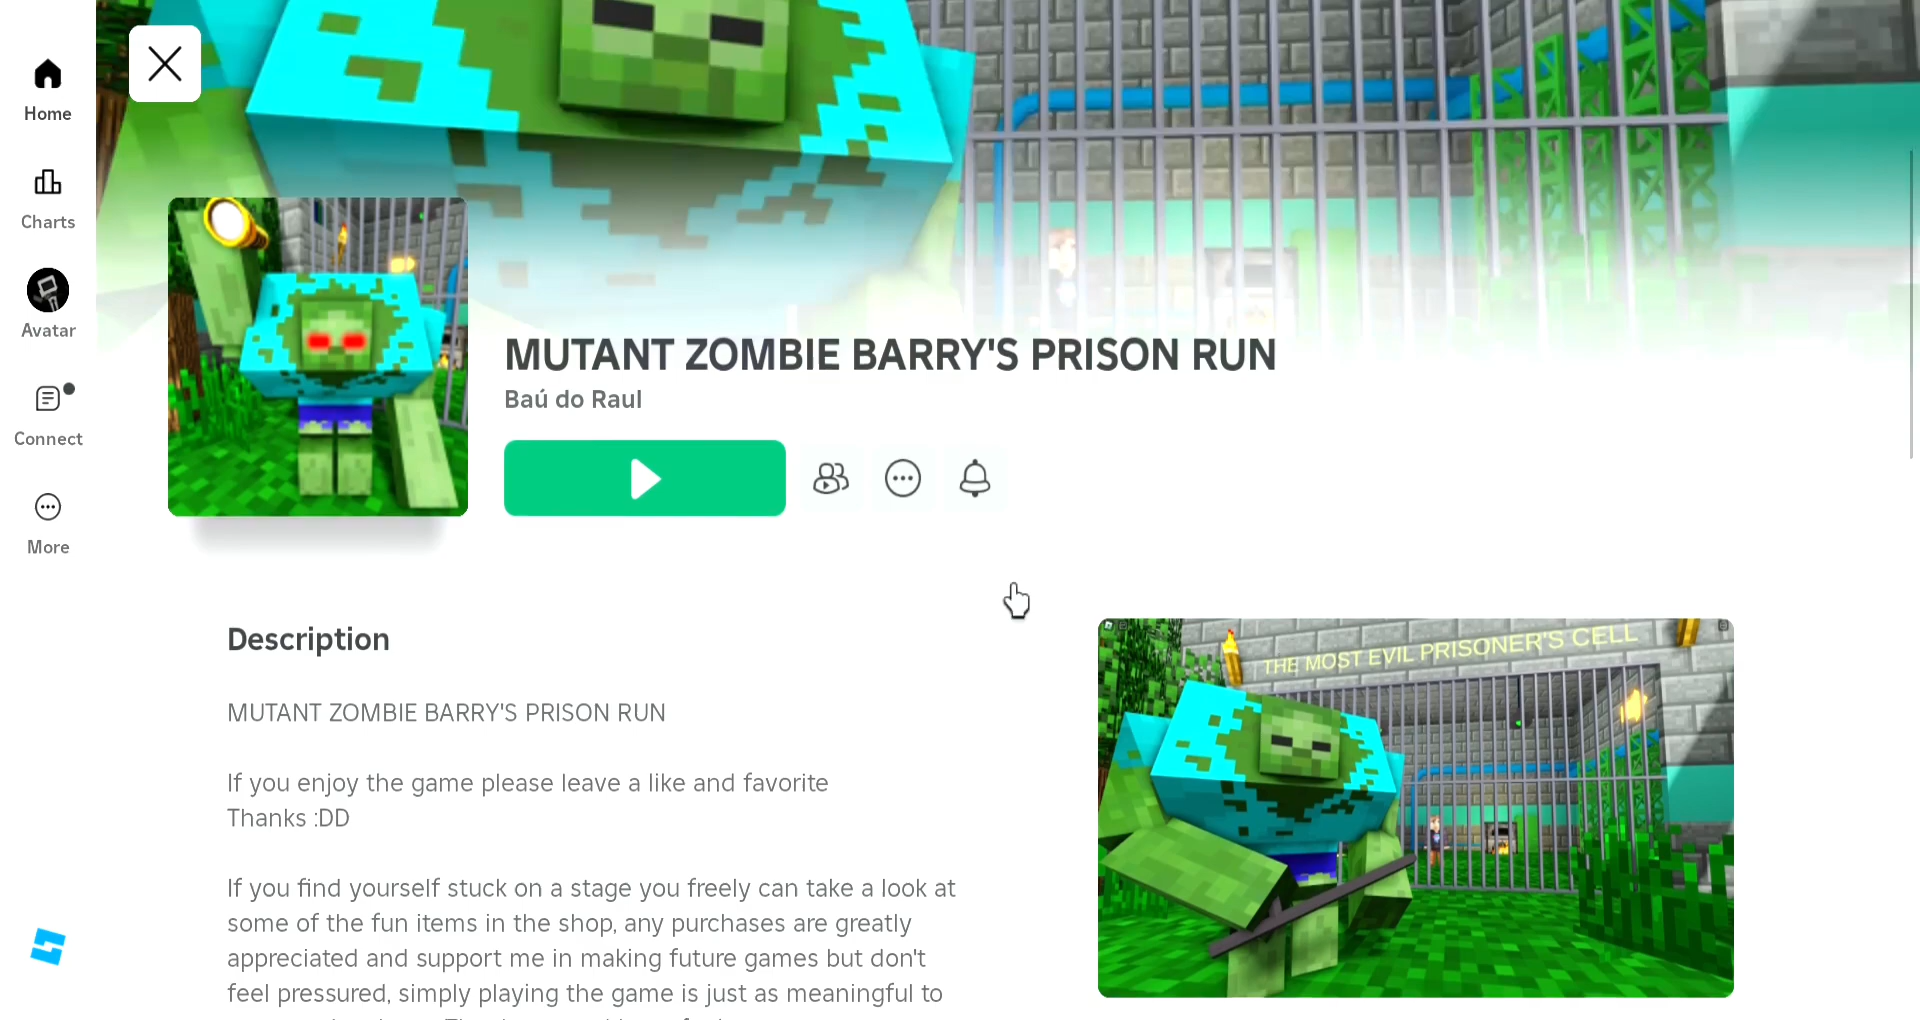 Home
Charts
Avatar
Connect
More
MUTANT ZOMBIE BARRY'S PRISON RUN
Baú do Raul
Description
MUTANT ZOMBIE BARRY'S PRISON RUN
If you enjoy the game please leave a like and favorite
Thanks :DD
If you find yourself stuck on a stage you freely can take a look at
some of the fun items in the shop, any purchases are greatly
appreciated and support me in making future games but don't
feel pressured, simply playing the game is just as meaningful to
THE MOST EVIL PRISONER'S CELL